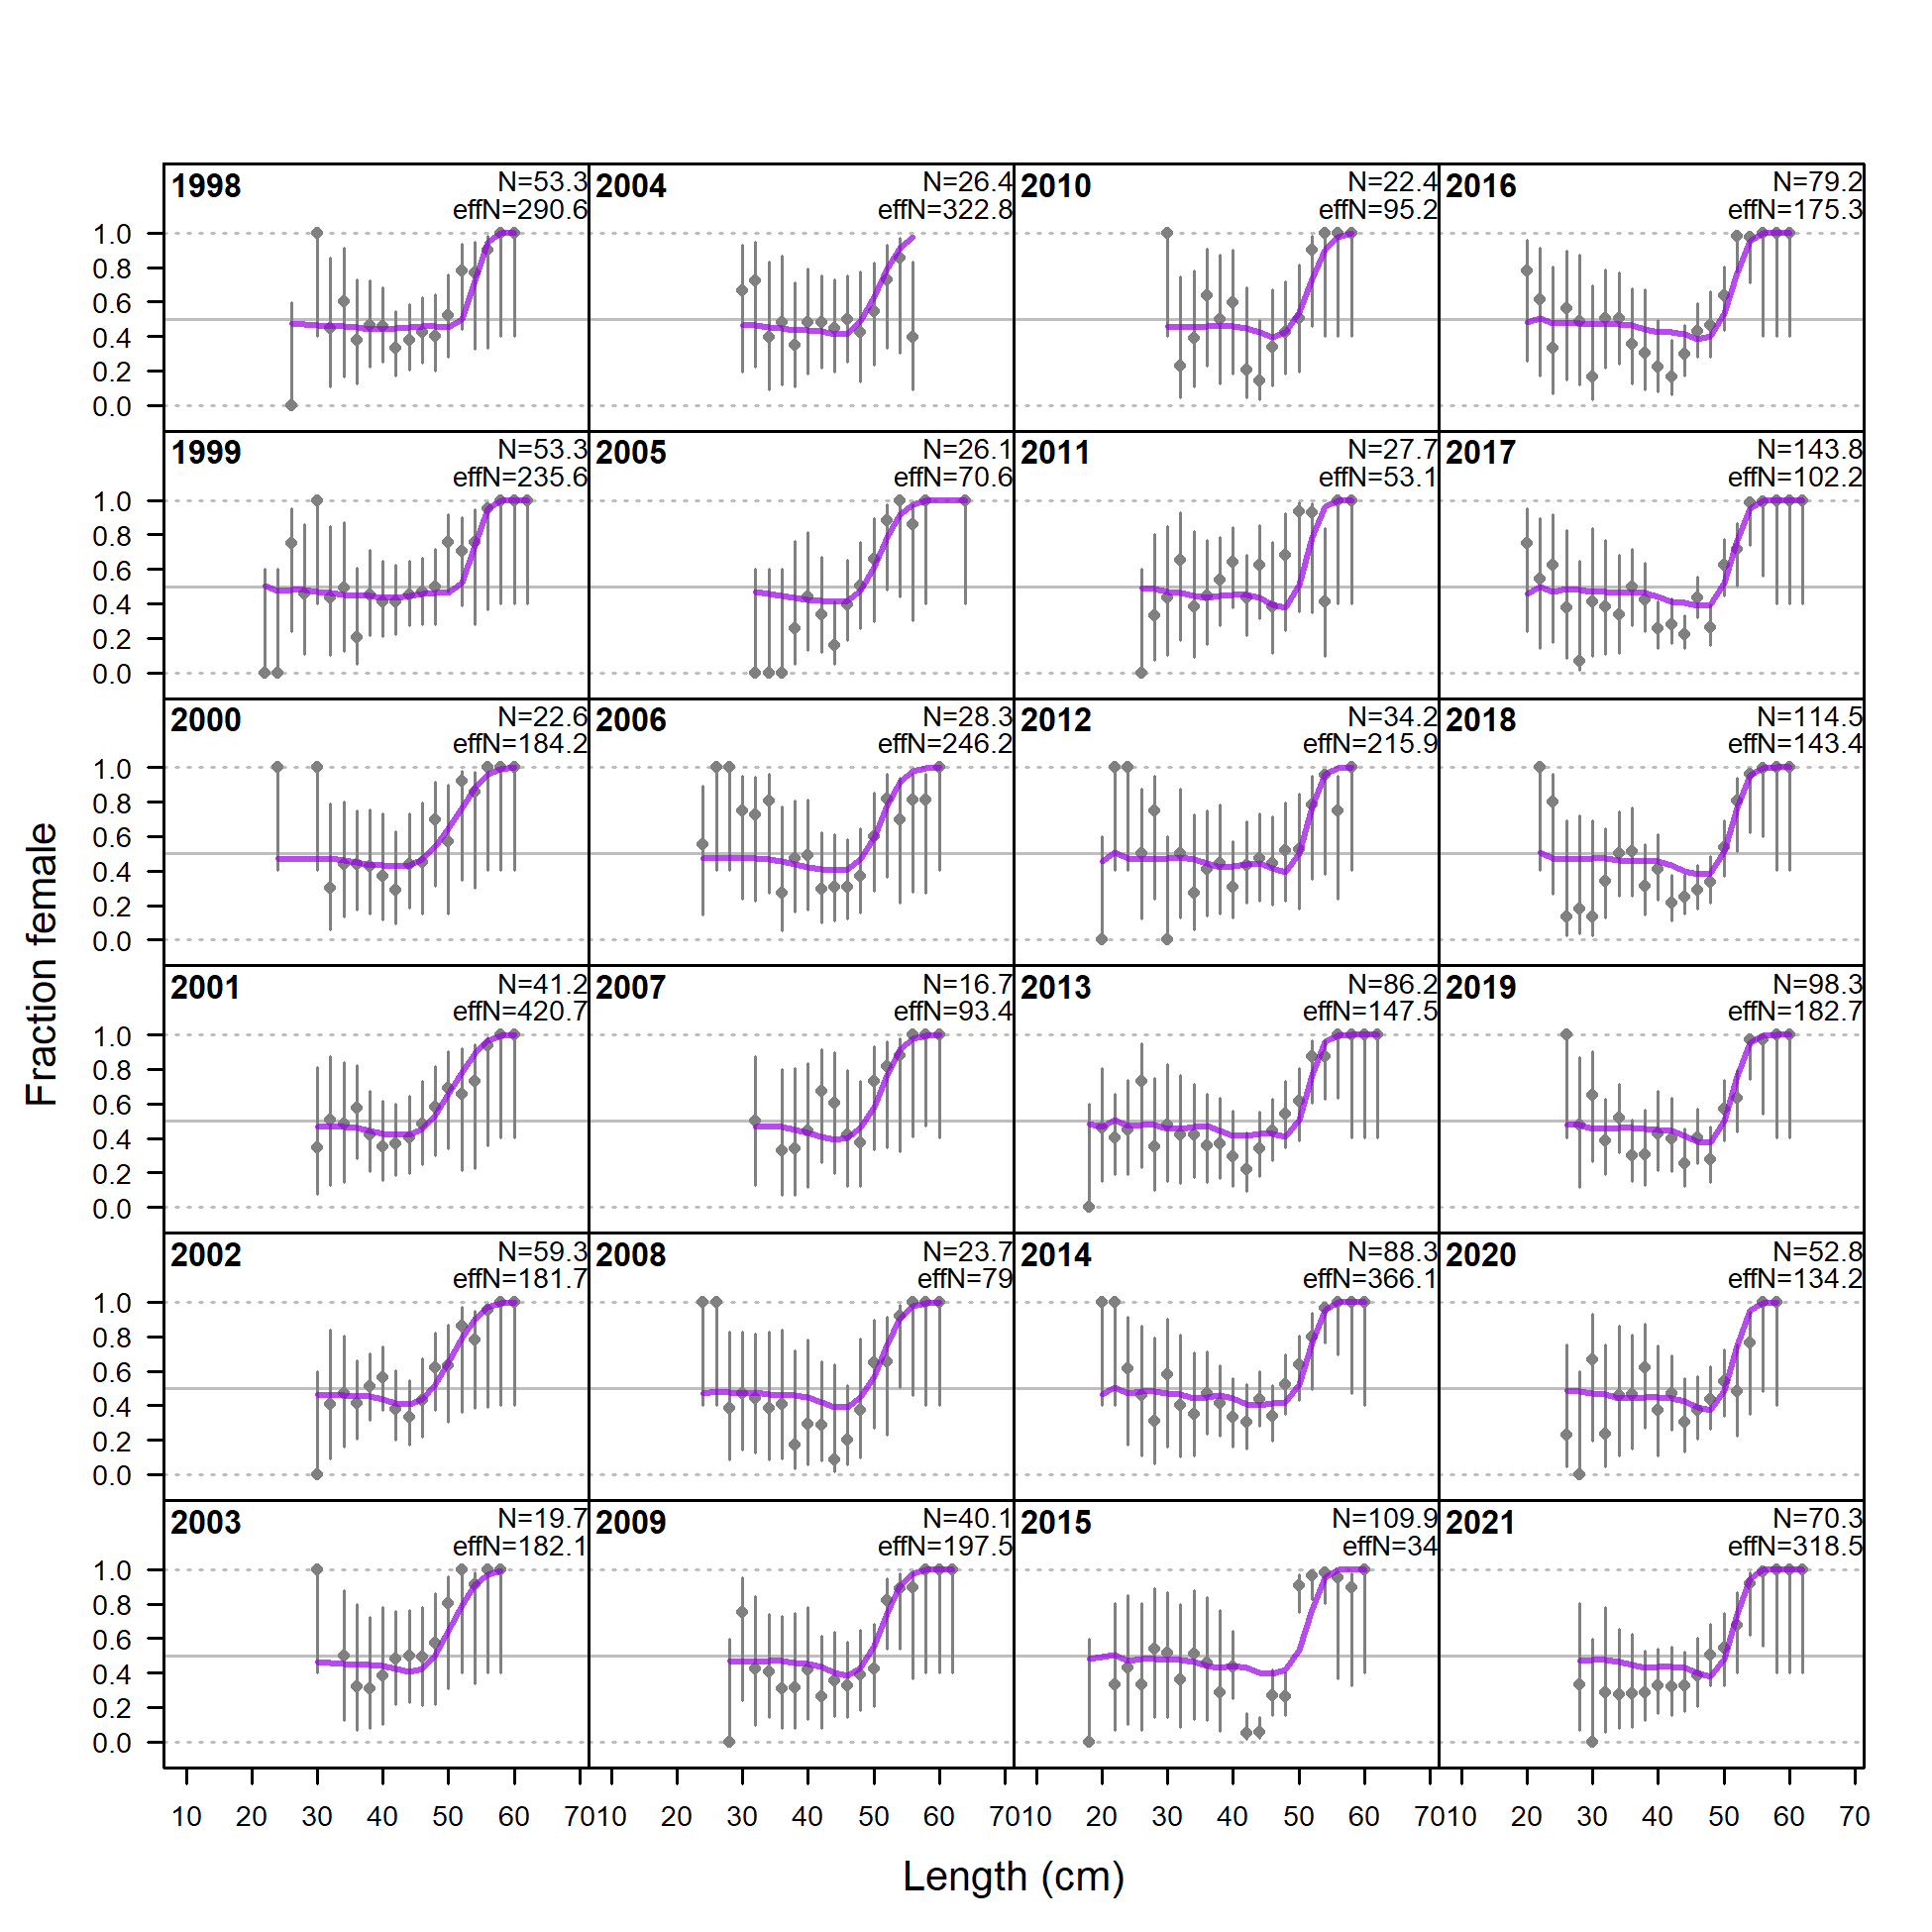 1998 N=53.3 2004 N=26.4 2010 N=22.4 2016 N=79.2
effN=290.6 effN=322.8 effN=95.2 effN=175.3
1.0
0.8
0.6
0.4
0.2
0.0
1999 N=53.3 2005 N=26.1 2011 N=27.7 2017 N=143.8
effN=235.6 effN=70.6 effN=53.1 effN=102.2
1.0
0.8
0.6
0.4
0.2
0.0
2000 N=22.6 2006 N=28.3 2012 N=34.2 2018 N=114.5
effN=184.2 effN=246.2 effN=215.9 effN=143.4
1.0
0.8
0.6
0.4
0.2
0.0
Fraction female
2001 N=41.2 2007 N=16.7 2013 N=86.2 2019 N=98.3
effN=420.7 effN=93.4 effN=147.5 effN=182.7
1.0
0.8
0.6
0.4
0.2
0.0
2002 N=59.3 2008 N=23.7 2014 N=88.3 2020 N=52.8
effN=181.7 effN=79 effN=366.1 effN=134.2
1.0
0.8
0.6
0.4
0.2
0.0
2003 N=19.7 2009 N=40.1 2015 N=109.9 2021 N=70.3
effN=182.1 effN=197.5 effN=34 effN=318.5
1.0
0.8
0.6
0.4
0.2
0.0
10 20 30 40 50 60 70 10 20 30 40 50 60 70 10 20 30 40 50 60 70 10 20 30 40 50 60 70
Length (cm)